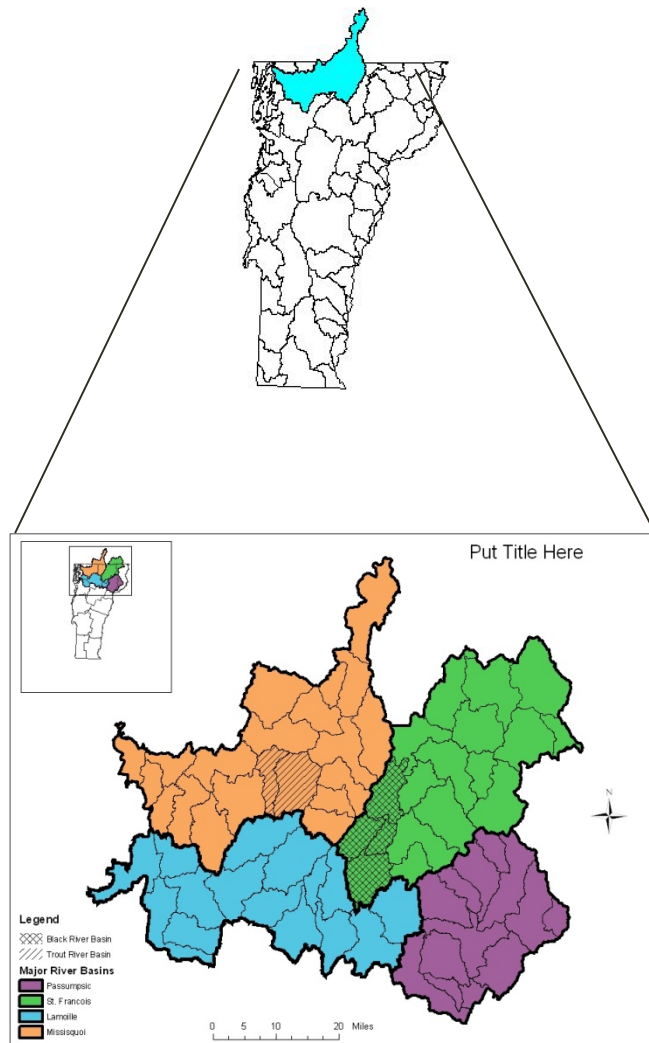 Put Title Here
N
Legend
Black River Basin
Trout River Basin
Major River Basins
Passumpsic
St. Francois
Lamoille
Missisquoi
0 5 10 20 Miles